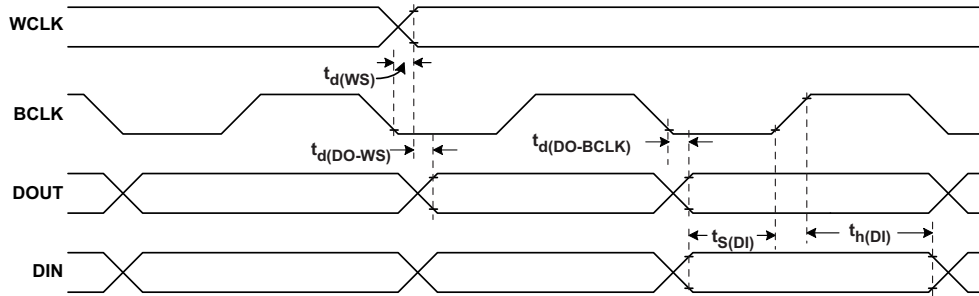 WCLK
td(WS)
BCLK
td(DO-WS)
td(DO-BCLK)
DOUT
tS(DI)
th(DI)
DIN